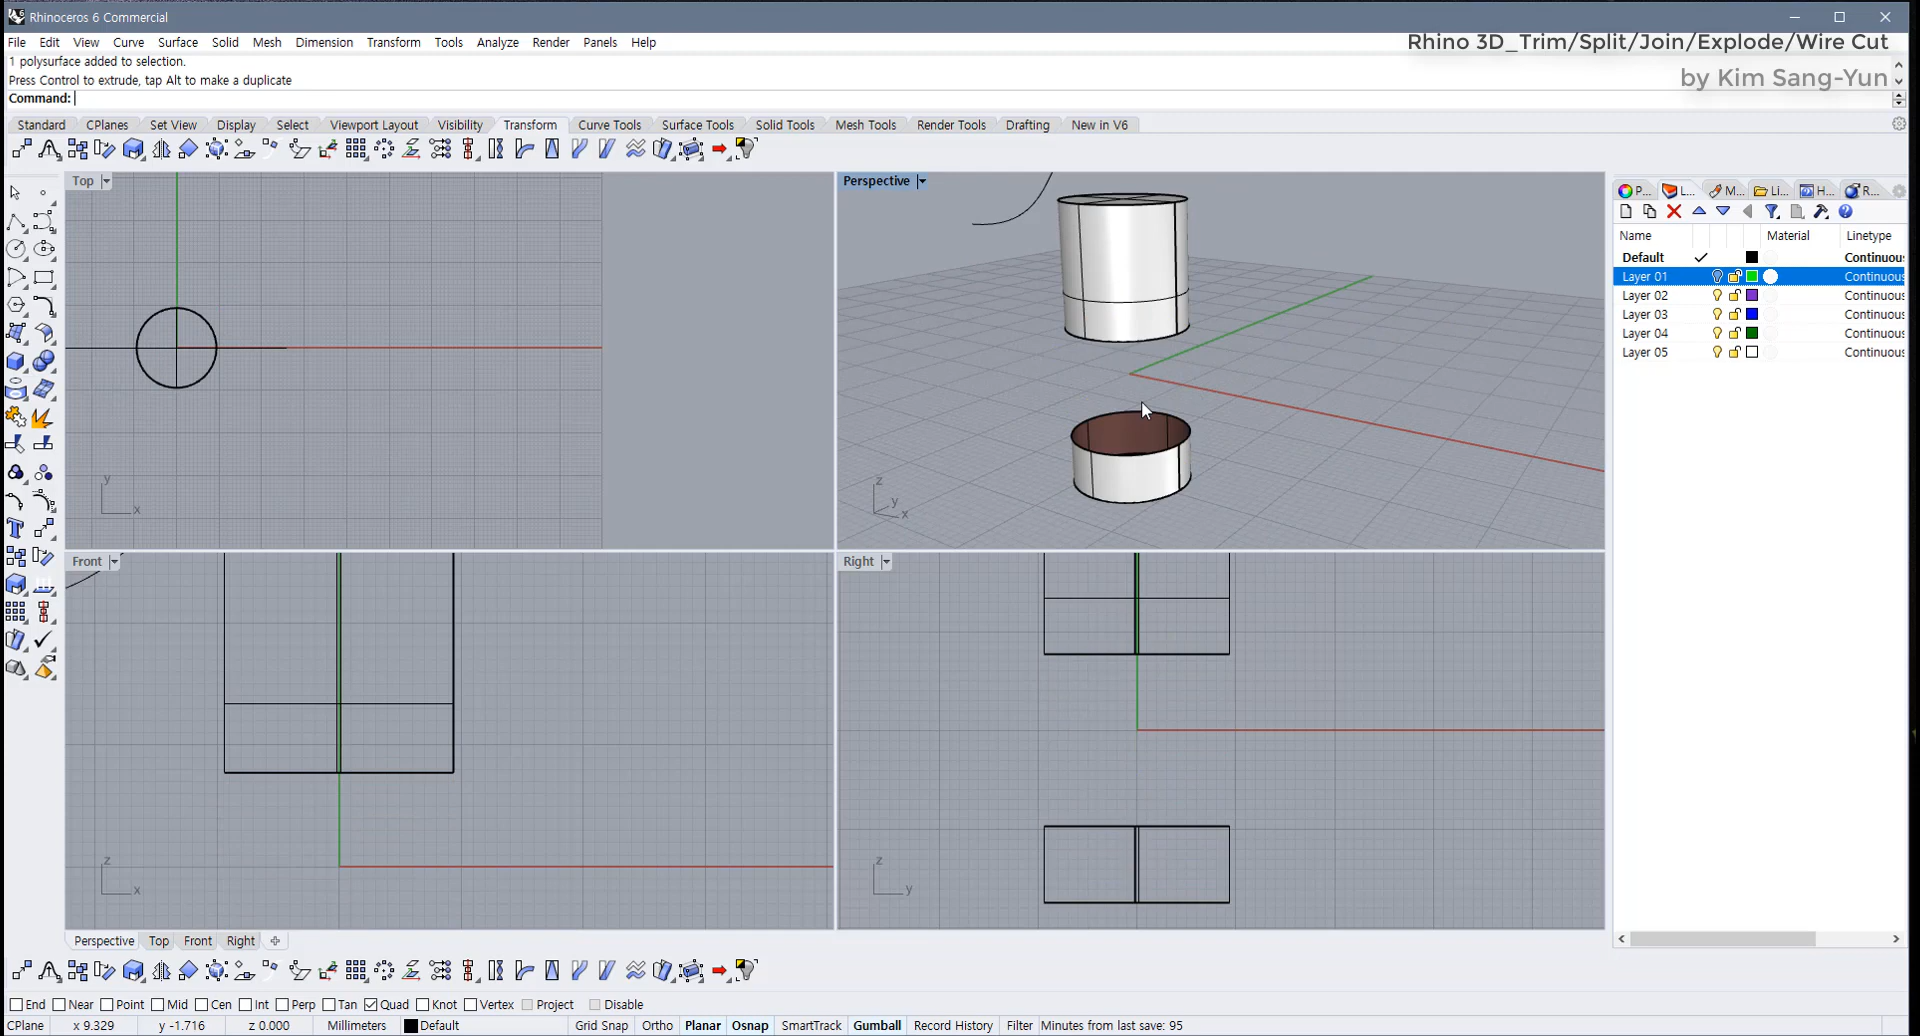 Rhinoceros 6 Commercial
File Edit View Curve Surface Solid Mesh Dimension Transform Tools Analyze Render Panels Help
Rhino 3D_Trim/Split/Join/Explode/Wire Cut
by Kim Sang-Yun
1 polysurface added to selection.
Press Control to extrude, tap Alt to make a duplicate
Command:
Standard CPlanes Set View Display Select Viewport Layout Visibility Transform Curve Tools Surface Tools Solid Tools Mesh Tools Render Tools Drafting New in V6
Top
y
x
Perspective
z
y
x
P... L... M... Li... H... R...
Name Material Linetype
Default Continuous
Layer 01 Continuous
Layer 02 Continuous
Layer 03 Continuous
Layer 04 Continuous
Layer 05 Continuous
Front
z
x
Right
z
y
Perspective Top Front Right
End Near Point Mid Cen Int Perp Tan Quad Knot Vertex Project Disable
CPlane x 9.329 y -1.716 z 0.000 Millimeters Default Grid Snap Ortho Planar Osnap SmartTrack Gumball Record History Filter Minutes from last save: 95